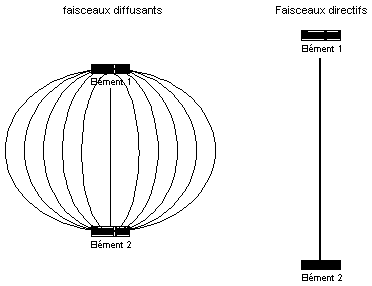 faisceaux diffusants
Faisceaux directifs
Elément 1
Elément 1
Elément 2
Elément 2